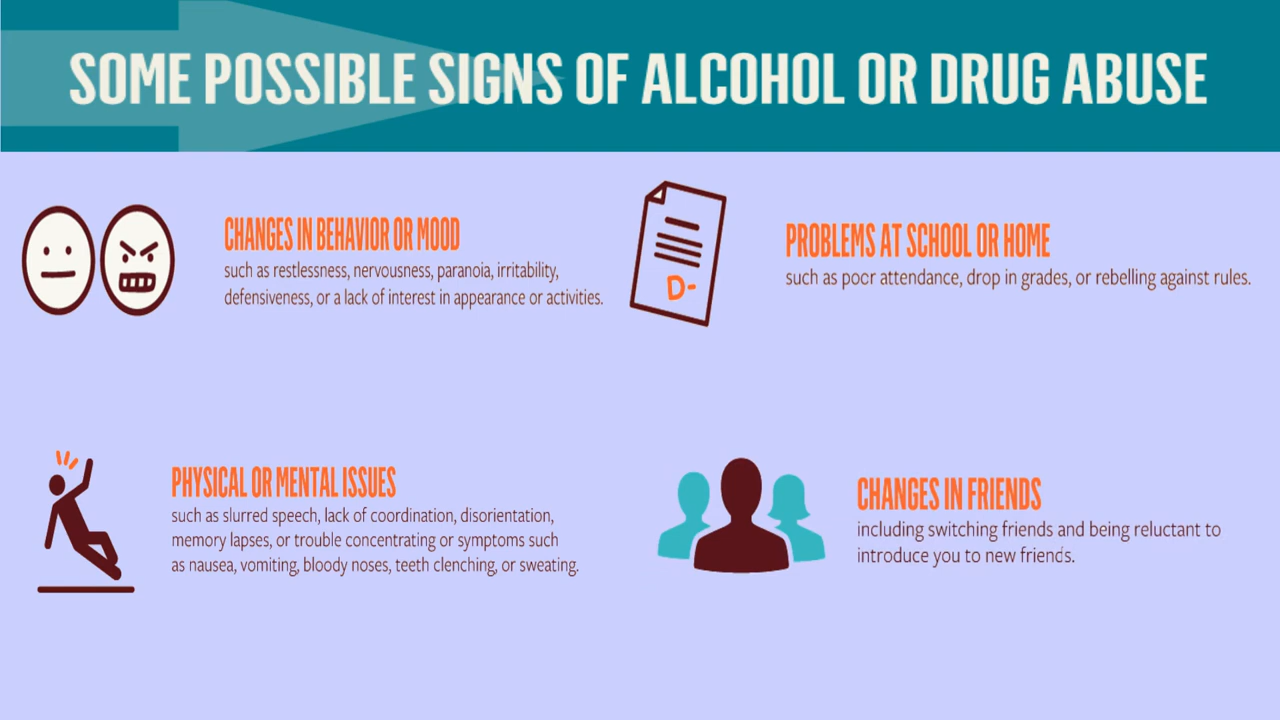 SOME POSSIBLE SIGNS OF ALCOHOL OR DRUG ABUSE
CHANGES IN BEHAVIOR OR MOOD
such as restlessness, nervousness, paranoia, irritability,
defensiveness, or a lack of interest in appearance or activities.
D-
PROBLEMS AT SCHOOL OR HOME
such as poor attendance, drop in grades, or rebelling against rules.
PHYSICAL OR MENTAL ISSUES
such as slurred speech, lack of coordination, disorientation,
memory lapses, or trouble concentrating or symptoms such
as nausea, vomiting, bloody noses, teeth clenching, or sweating.
CHANGES IN FRIENDS
including switching friends and being reluctant to
introduce you to new friends.